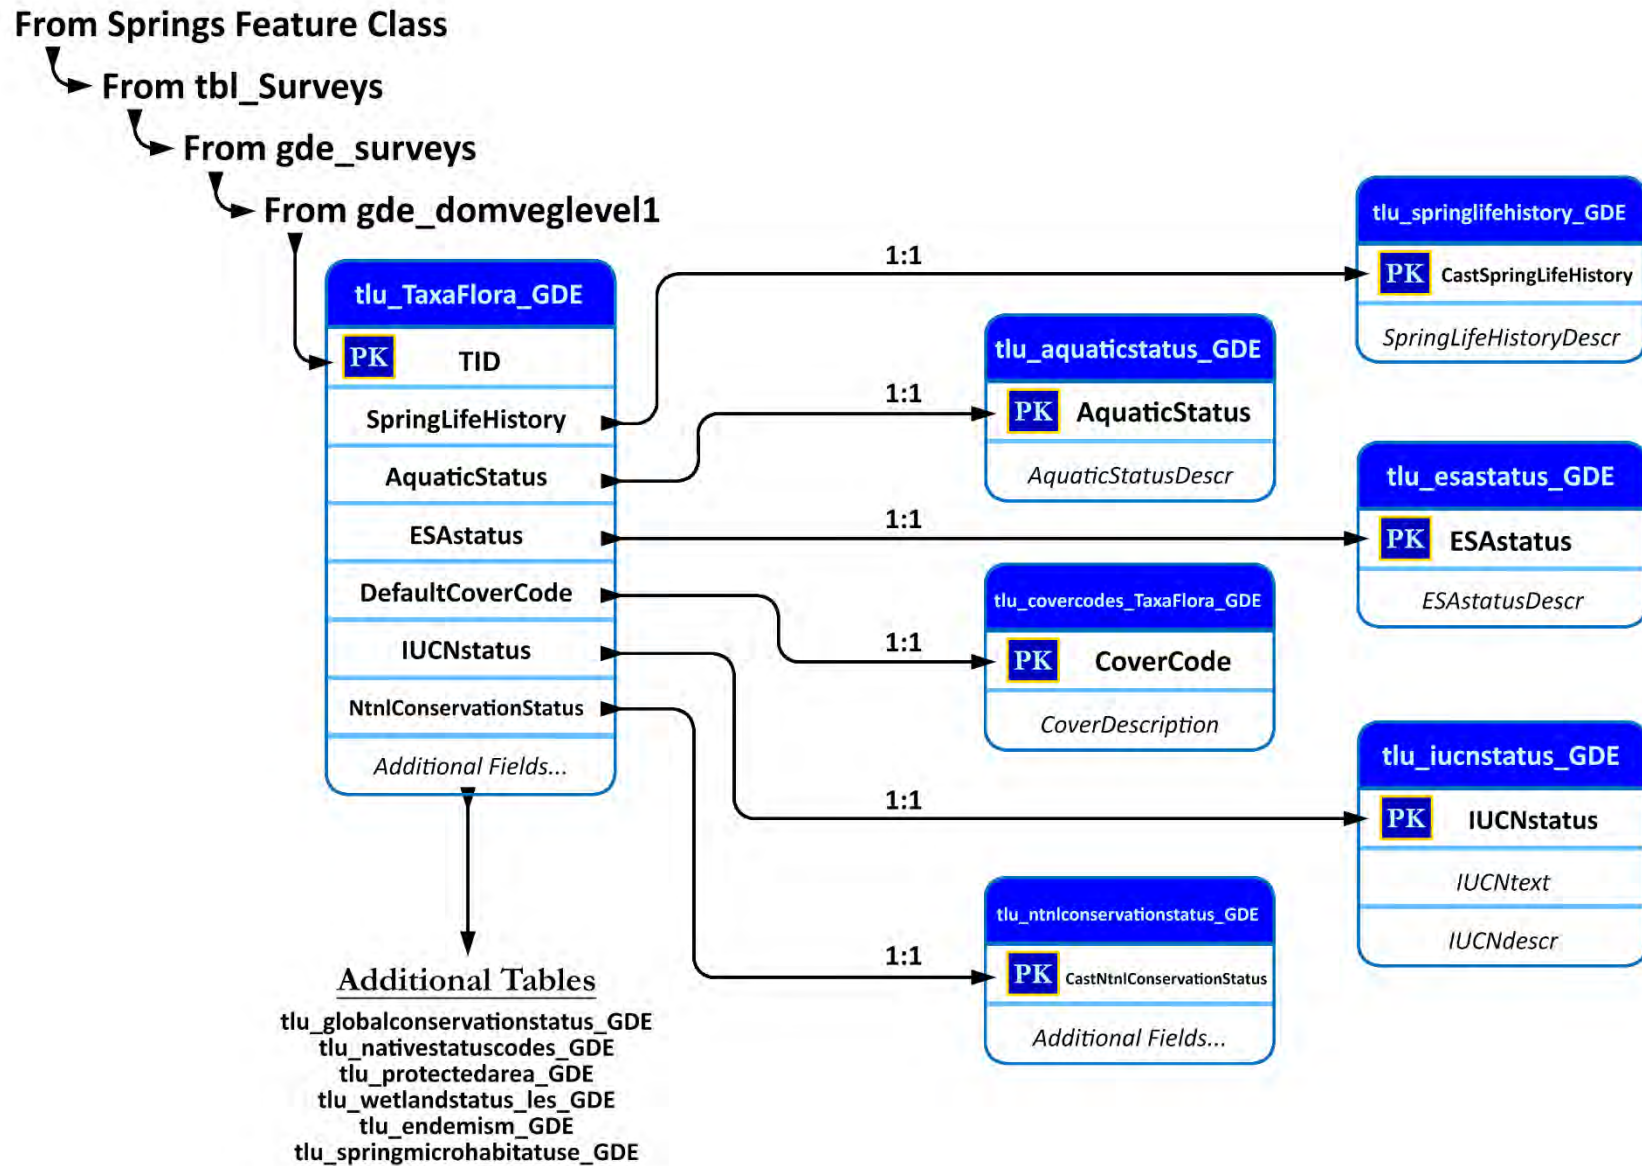 From Springs Feature Class
From tbl_Surveys
From gde_surveys
From gde_domveglevel1
tlu_TaxaFlora_GDE
PK TID
SpringLifeHistory
AquaticStatus
ESAstatus
DefaultCoverCode
IUCNstatus
NtnlConservationStatus
Additional Fields...
1:1
1:1
1:1
1:1
1:1
1:1
tlu_springlifehistory_GDE
PK CastSpringLifeHistory
SpringLifeHistoryDescr
tlu_aquaticstatus_GDE
PK AquaticStatus
AquaticStatusDescr
tlu_esastatus_GDE
PK ESAstatus
ESAstatusDescr
tlu_covercodes_TaxaFlora_GDE
PK CoverCode
CoverDescription
tlu_iucnstatus_GDE
PK IUCNstatus
IUCNtext
IUCNdescr
tlu_ntnlconservationstatus_GDE
PK CastNtnlConservationStatus
Additional Fields...
Additional Tables
tlu_globalconservationstatus_GDE
tlu_nativestatuscodes_GDE
tlu_protectedarea_GDE
tlu_wetlandstatus_les_GDE
tlu_endemism_GDE
tlu_springmicrohabitatuse_GDE